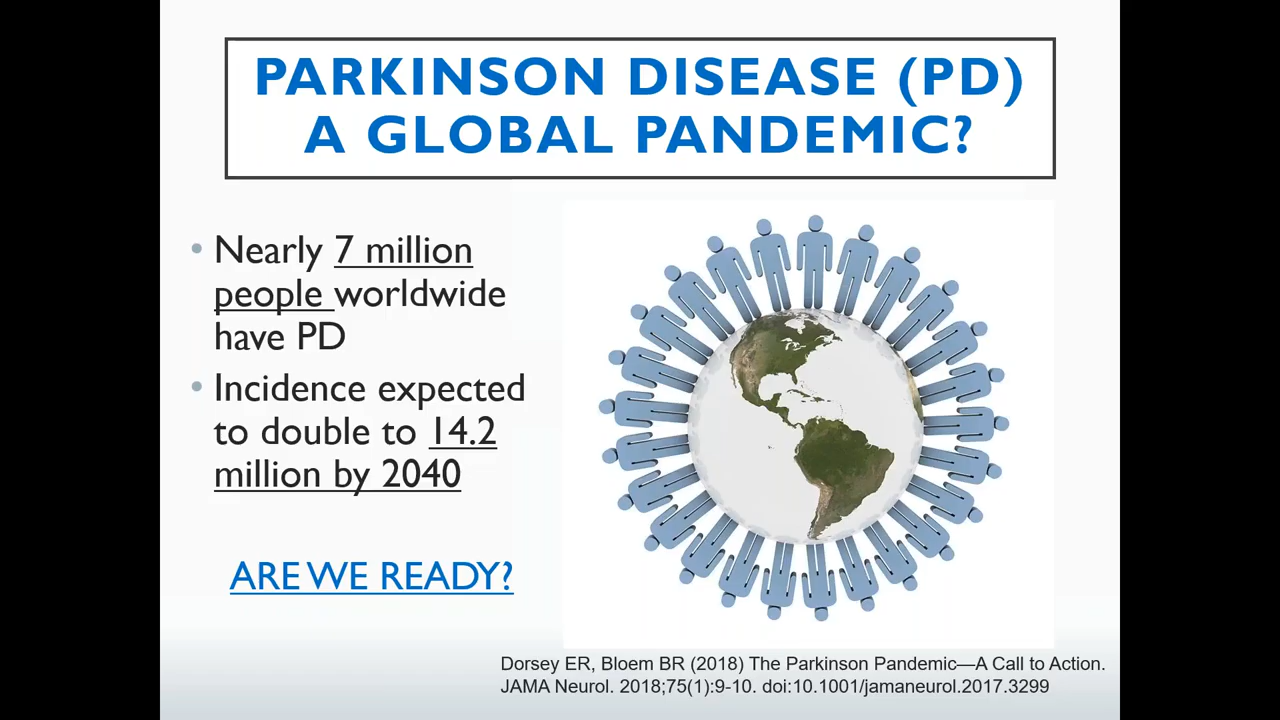 PARKINSON DISEASE (PD)
A GLOBAL PANDEMIC?
• Nearly 7 million
people worldwide
have PD
• Incidence expected
to double to 14.2
million by 2040
ARE WE READY?
Dorsey ER, Bloem BR (2018) The Parkinson Pandemic—A Call to Action.
JAMA Neurol. 2018;75(1):9-10. doi:10.1001/jamaneurol.2017.3299